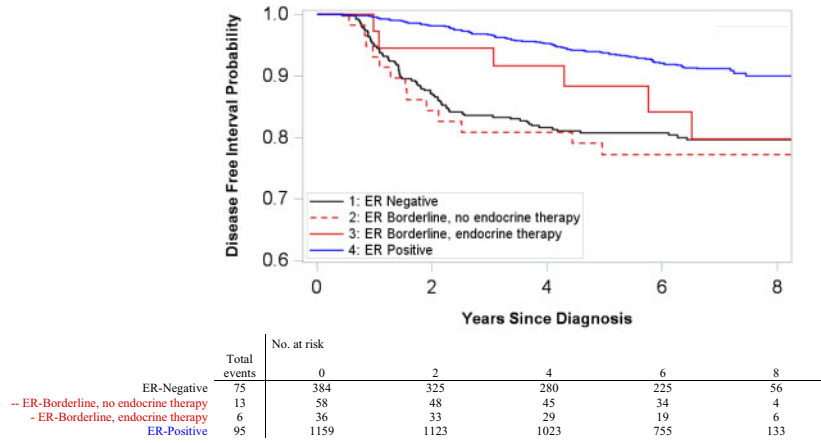 1.0
0.9
0.8
0.7
0.6
Disease Free Interval Probability
1: ER Negative
2: ER Borderline, no endocrine therapy
3: ER Borderline, endocrine therapy
4: ER Positive
0 2 4 6 8
Years Since Diagnosis
No. at risk
Total
events 0 2 4 6 8
ER-Negative 75 384 325 280 225 56
-- ER-Borderline, no endocrine therapy 13 58 48 45 34 4
- ER-Borderline, endocrine therapy 6 36 33 29 19 6
ER-Positive 95 1159 1123 1023 755 133